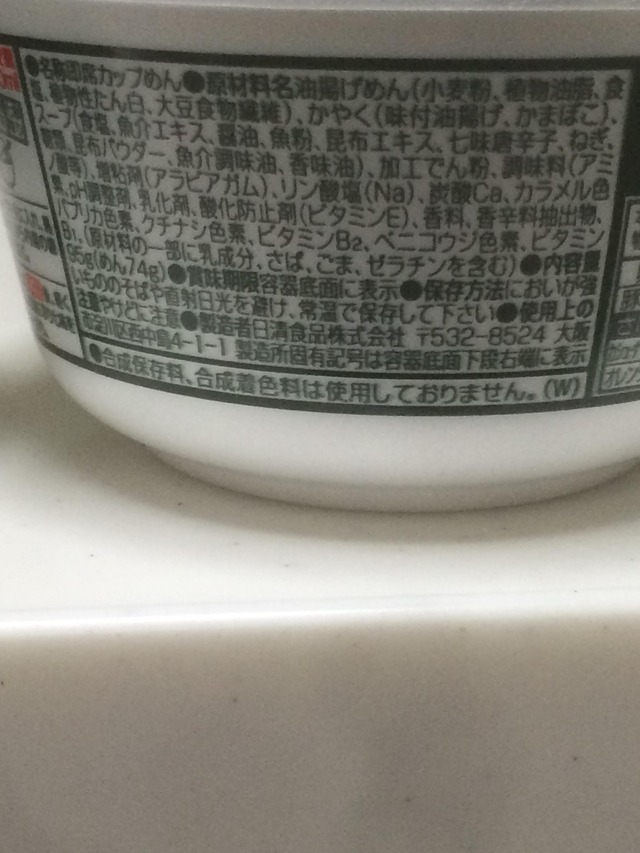 ●名称即席カップめん●原材料名油揚げめん(小麦粉、植物油脂、食
塩、植物性たん白、大豆食物繊維)、かやく(味付油揚げ、かまぼこ)、
スープ(食塩、魚介エキス、醤油、魚粉、昆布エキス、七味唐辛子、ねぎ、
糖類、昆布パウダー、魚介調味油、香味油)、加工でん粉、調味料(アミ
ノ酸等)、増粘剤(アラビアガム)、リン酸塩(Na)、炭酸Ca、カラメル色
素、pH調整剤、乳化剤、酸化防止剤(ビタミンE)、香料、香辛料抽出物、
パプリカ色素、クチナシ色素、ビタミンB2、ベニコウジ色素、ビタミン
B1、(原材料の一部に乳成分、さば、ごま、ゼラチンを含む)●内容量
95g(めん74g)●賞味期限容器底面に表示●保存方法においが強
いもののそばや直射日光を避け、常温で保存して下さい●使用上の
注意やけどに注意●製造者日清食品株式会社 〒532-8524 大阪
市淀川区西中島4-1-1 製造所固有記号は容器底面下段右端に表示
●合成保存料、合成着色料は使用しておりません。(W)
オレン